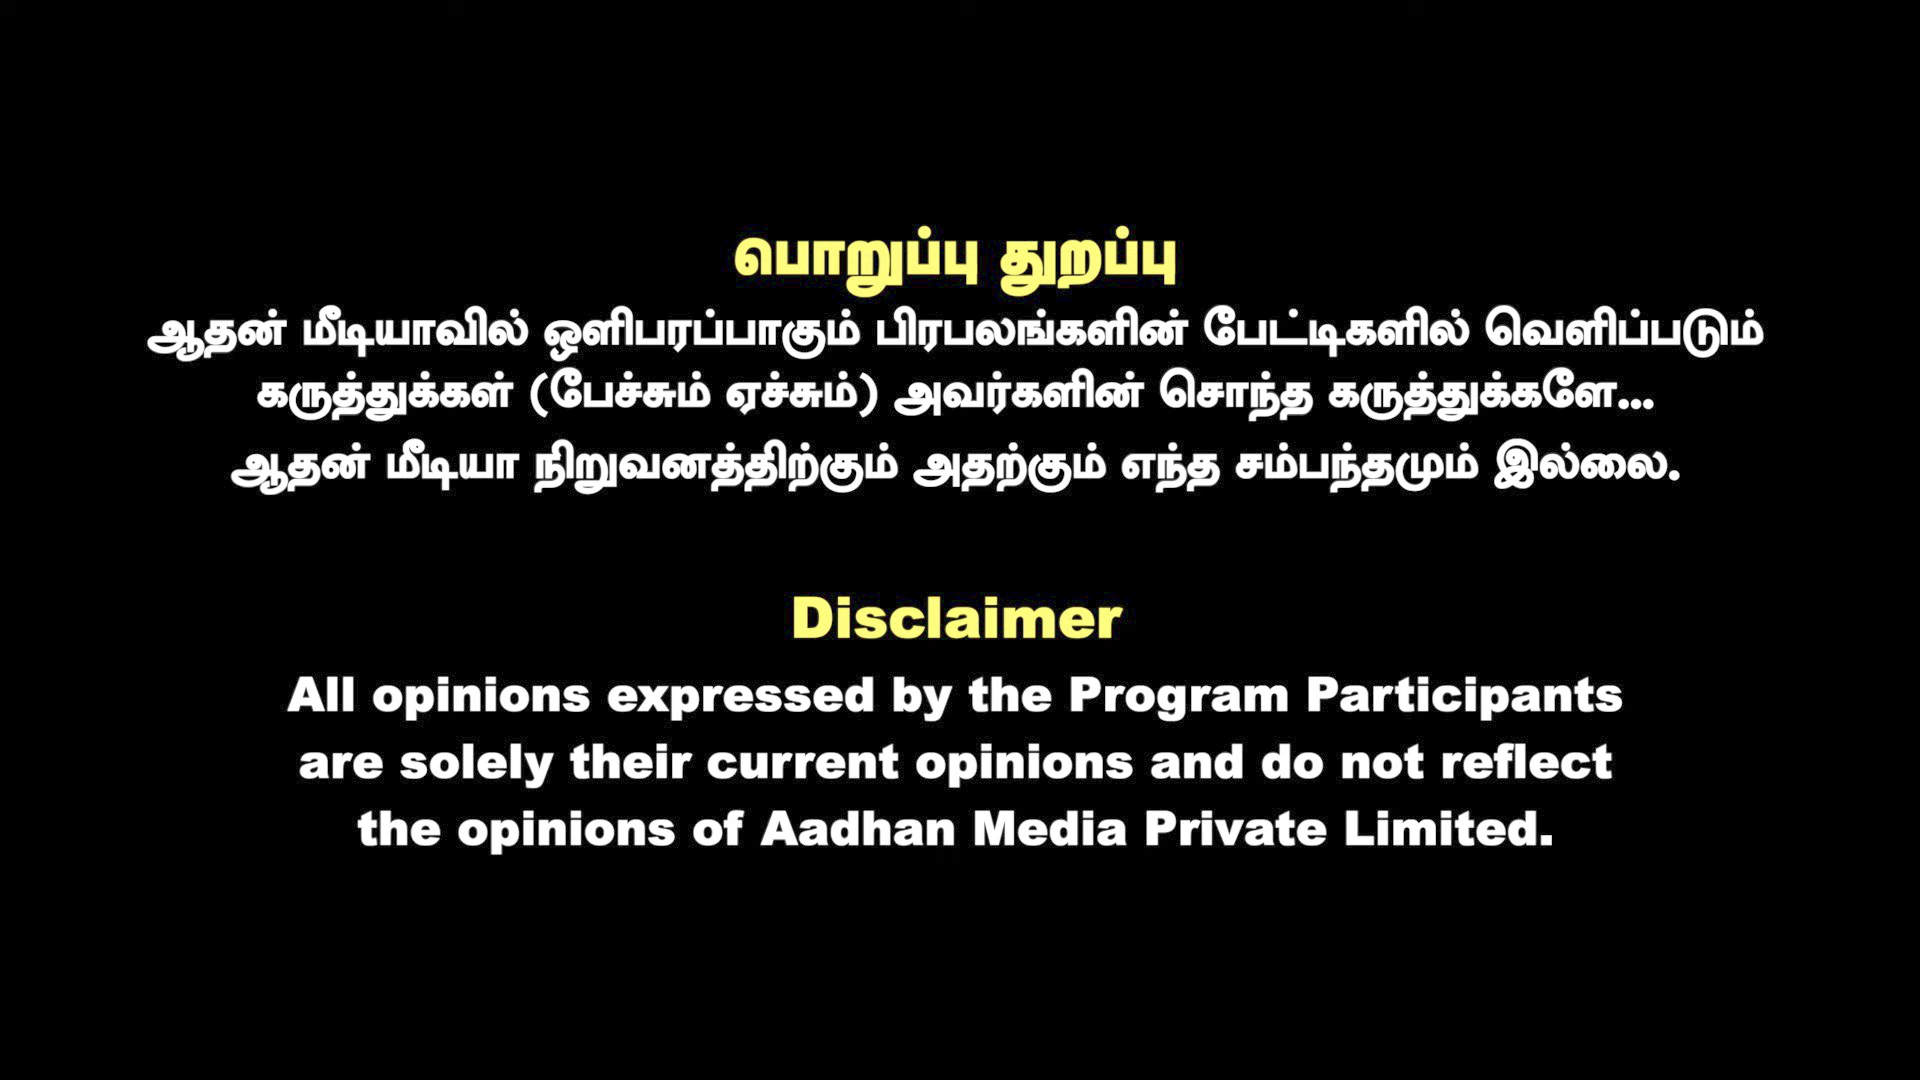 பொறுப்பு துறப்பு
ஆதன் மீடியாவில் ஒளிபரப்பாகும் பிரபலங்களின் பேட்டிகளில் வெளிப்படும்
கருத்துக்கள் (பேச்சும் ஏச்சும்) அவர்களின் சொந்த கருத்துக்களே...
ஆதன் மீடியா நிறுவனத்திற்கும் அதற்கும் எந்த சம்பந்தமும் இல்லை.
Disclaimer
All opinions expressed by the Program Participants
are solely their current opinions and do not reflect
the opinions of Aadhan Media Private Limited.